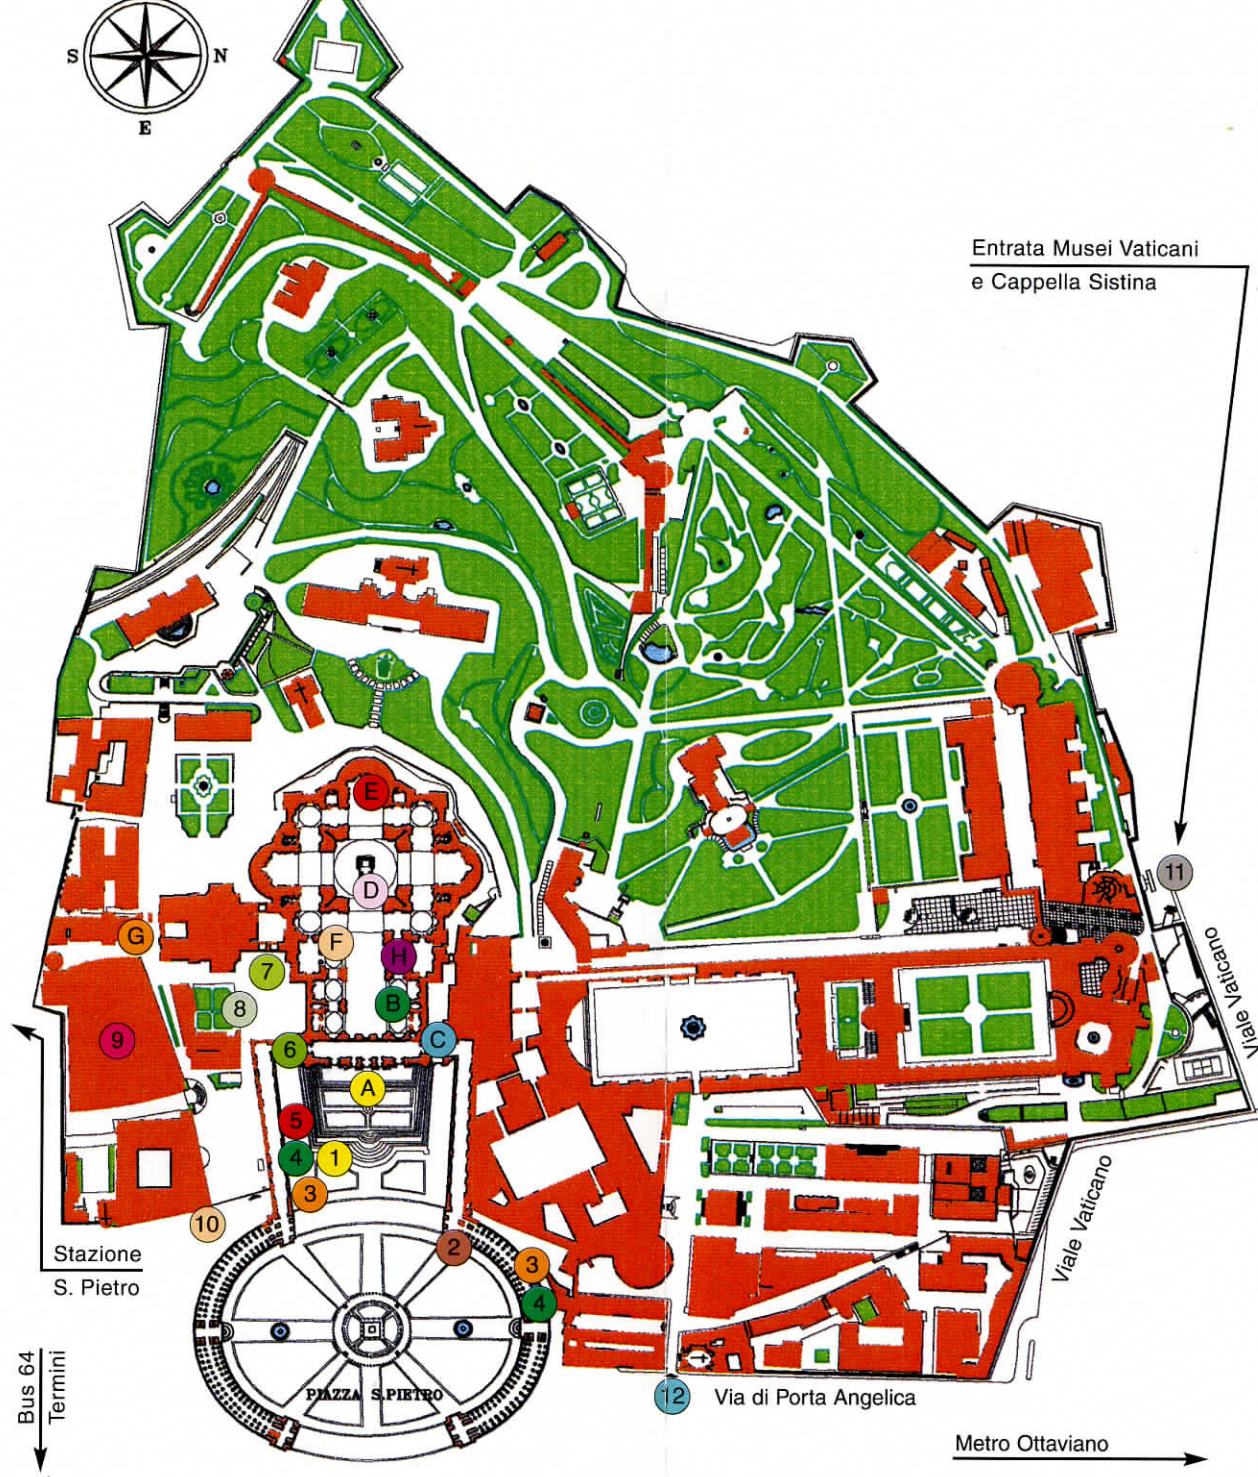 S
N
E
Entrata Musei Vaticani
e Cappella Sistina
E
D
11
G
F
H
7
B
8
9
6
C
Viale Vaticano
A
5
4
1
3
10
2
3
4
Viale Vaticano
Stazione
S. Pietro
Bus 64
Termini
PIAZZA S.PIETRO
12
Via di Porta Angelica
Metro Ottaviano